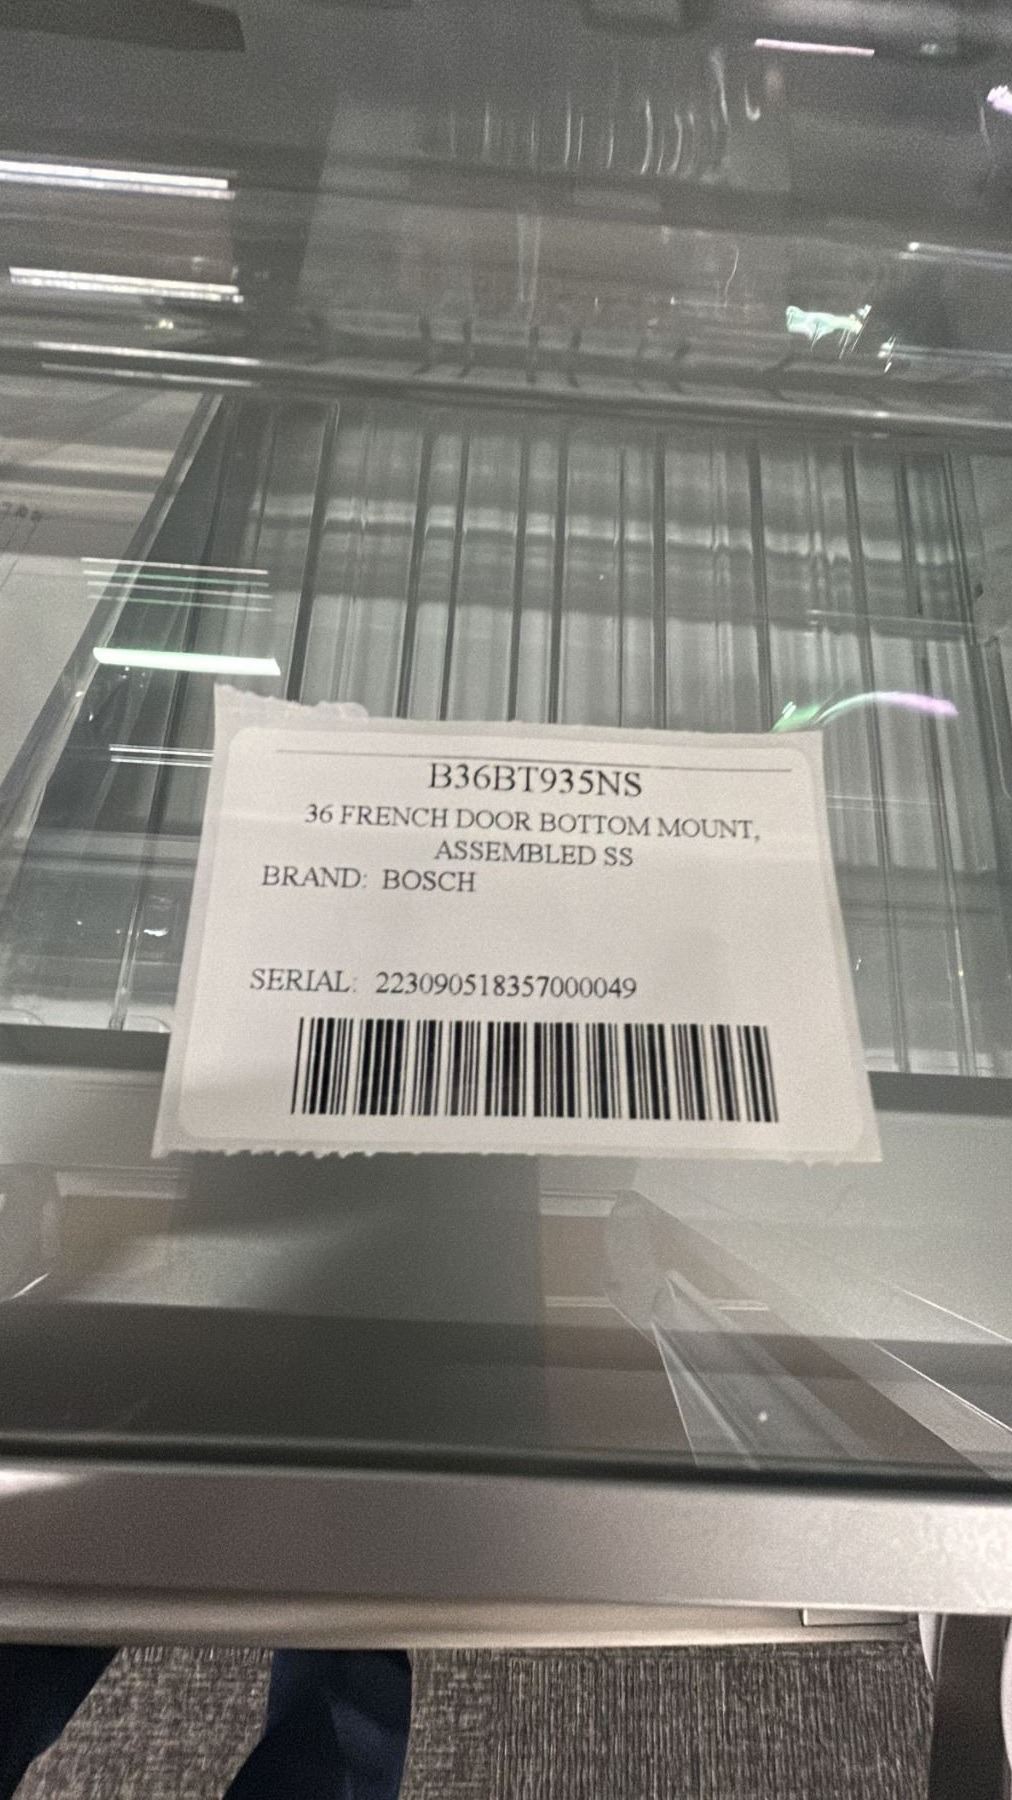 B36BT935NS
36 FRENCH DOOR BOTTOM MOUNT,
ASSEMBLED SS
BRAND: BOSCH
SERIAL: 223090518357000049